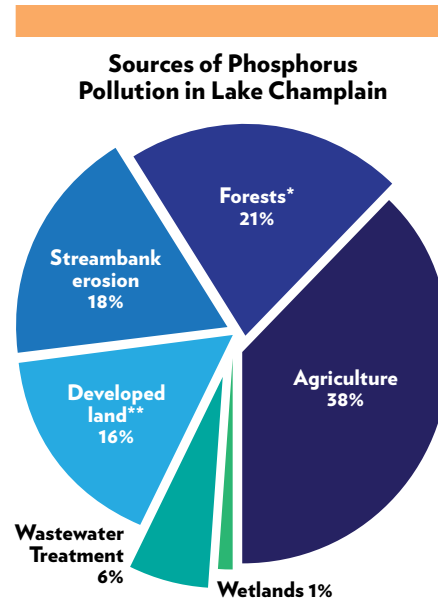 Sources of Phosphorus
Pollution in Lake Champlain
Forests*
21%
Streambank
erosion
18%
Agriculture
38%
Developed
land**
16%
Wastewater
Treatment
6%
Wetlands 1%